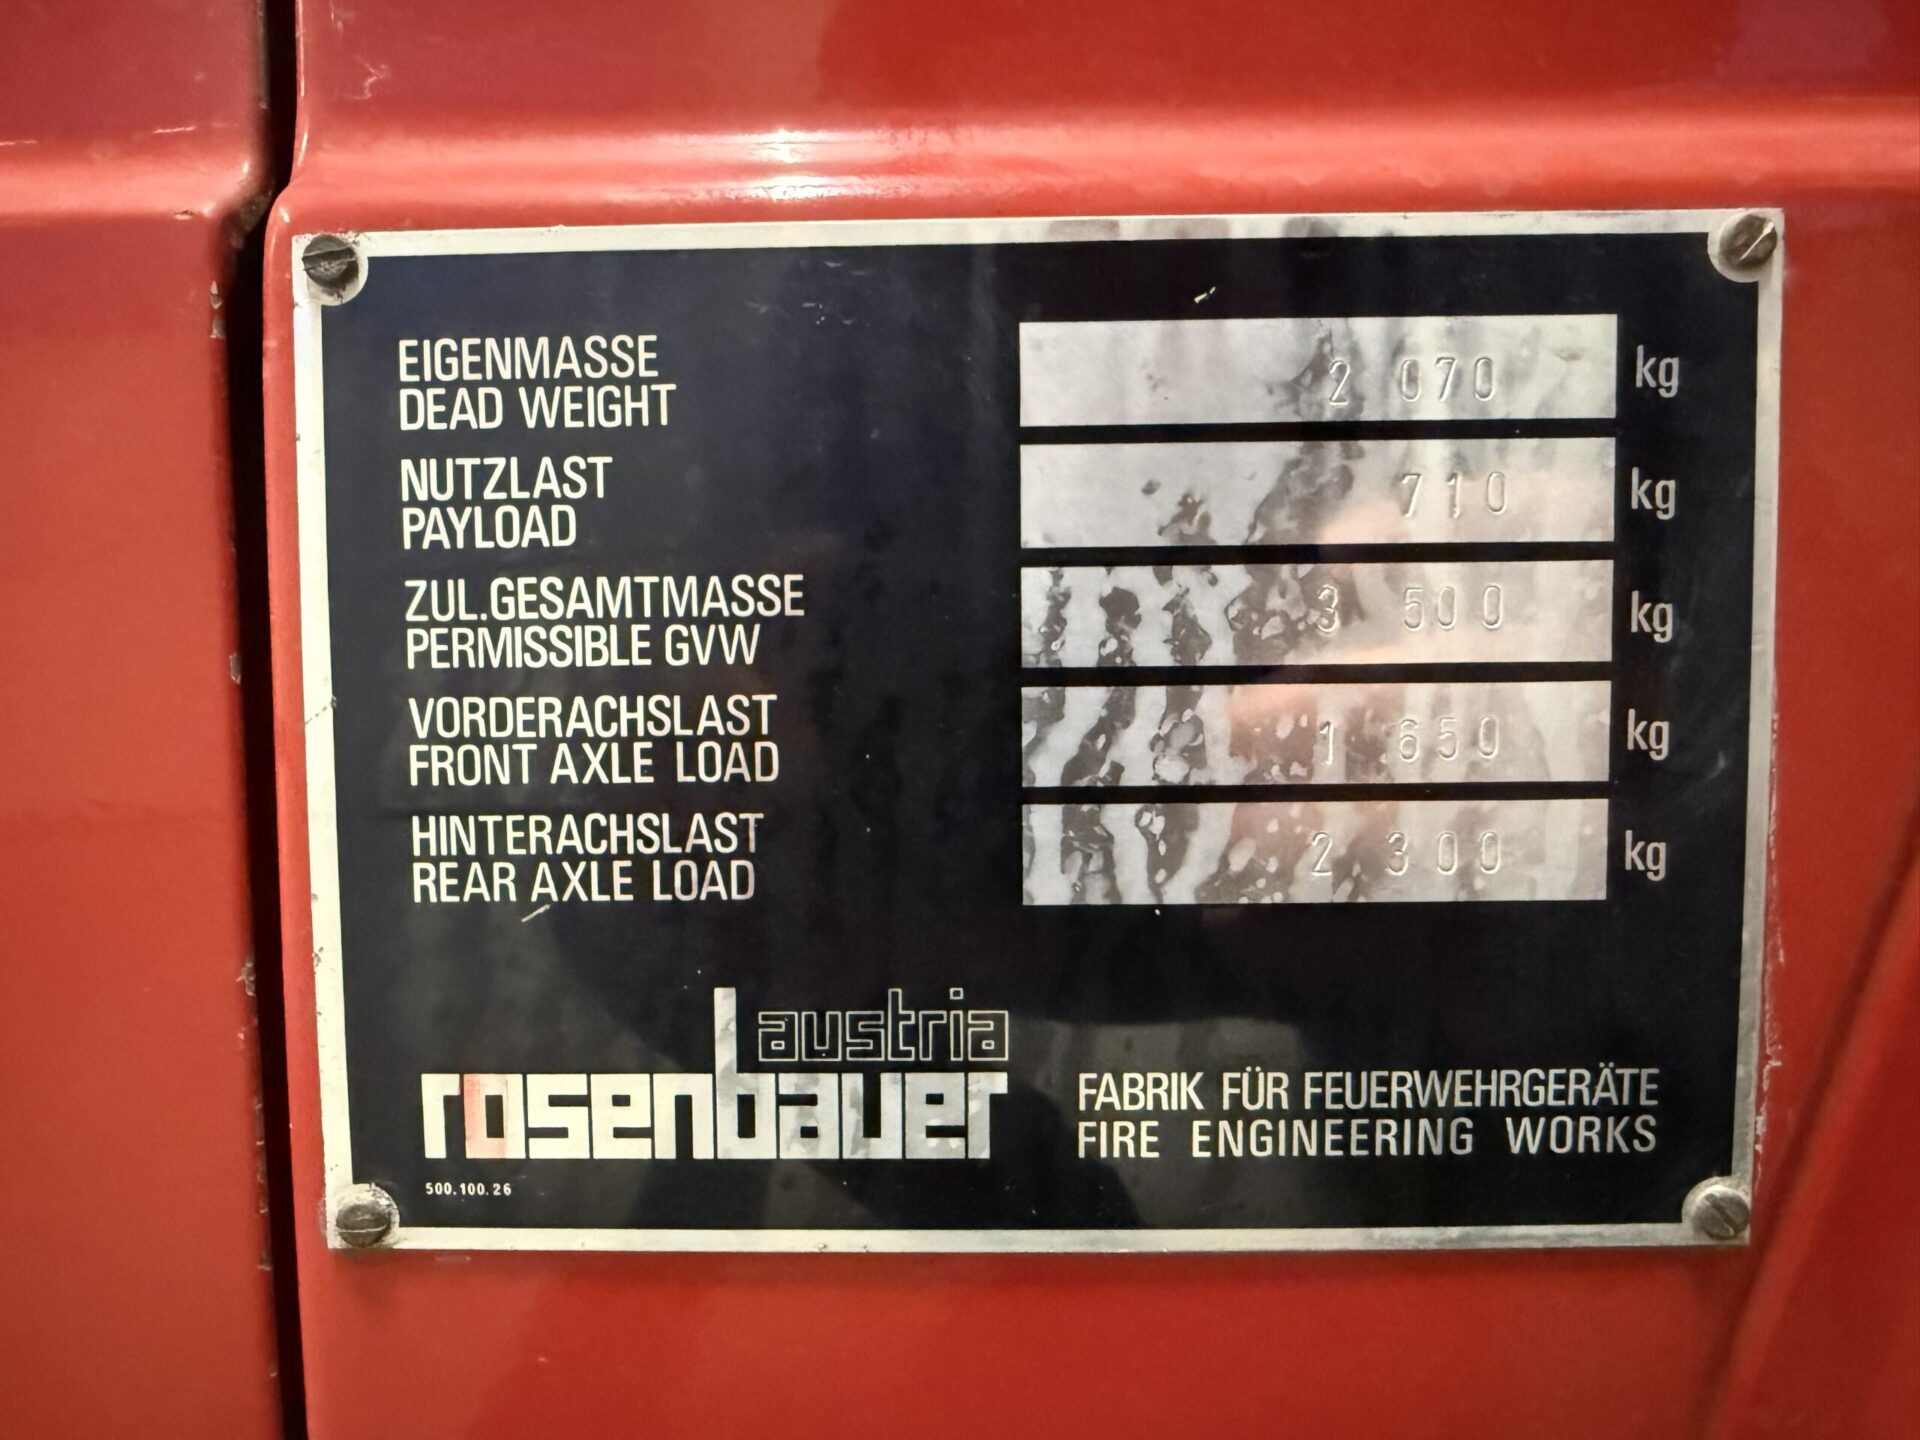 EIGENMASSE
DEAD WEIGHT 2 070 kg
NUTZLAST
PAYLOAD 710 kg
ZUL.GESAMTMASSE
PERMISSIBLE GVW 3 500 kg
VORDERACHSLAST
FRONT AXLE LOAD 1 650 kg
HINTERACHSLAST
REAR AXLE LOAD 2 300 kg
austria
rosenbauer
FABRIK FÜR FEUERWEHRGERÄTE
FIRE ENGINEERING WORKS
500.100.26